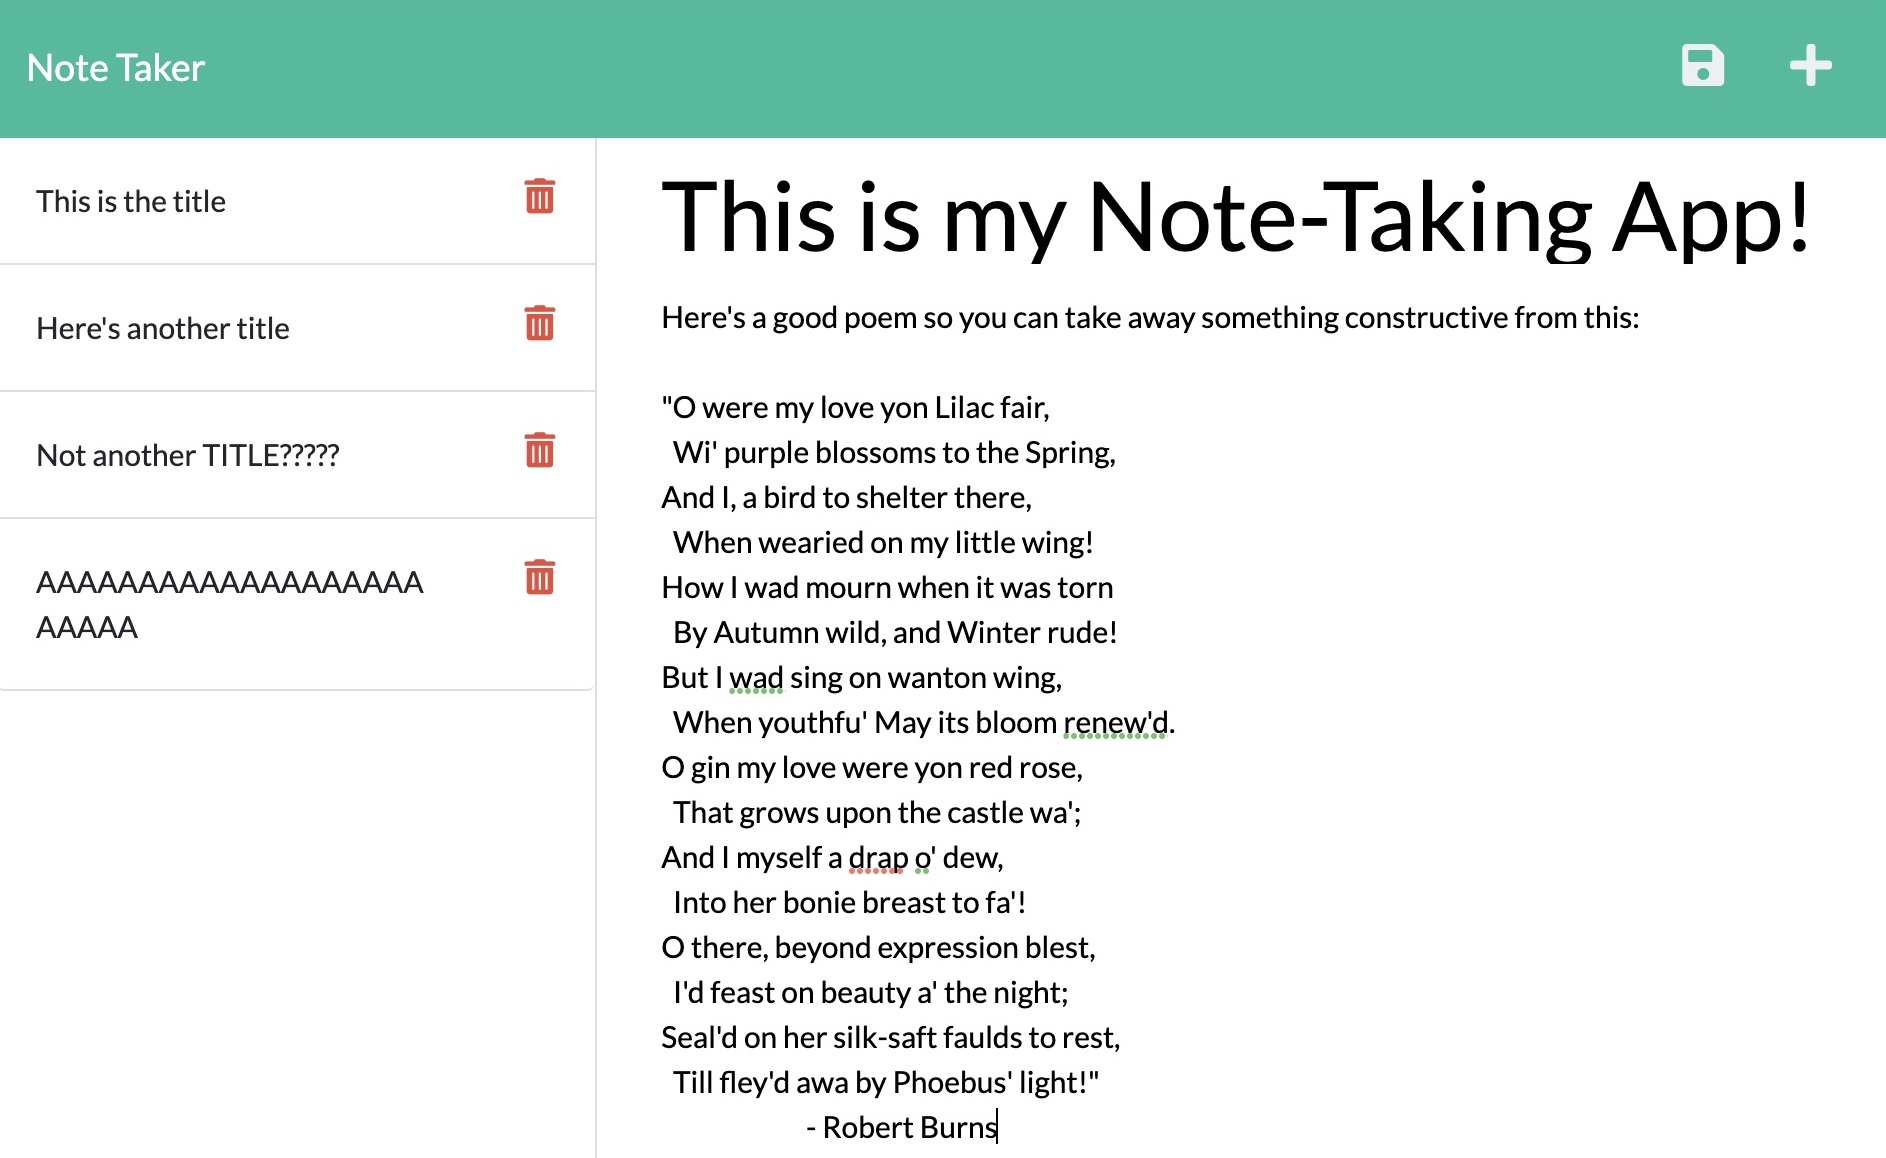 Note Taker
This is the title
Here's another title
Not another TITLE?????
AAAAAAAAAAAAAAAAAAA
AAAAA
This is my Note-Taking App!
Here's a good poem so you can take away something constructive from this:
"O were my love yon Lilac fair,
Wi' purple blossoms to the Spring,
And I, a bird to shelter there,
When wearied on my little wing!
How I wad mourn when it was torn
By Autumn wild, and Winter rude!
But I wad sing on wanton wing,
When youthfu' May its bloom renew'd.
O gin my love were yon red rose,
That grows upon the castle wa';
And I myself a drap o' dew,
Into her bonie breast to fa'!
O there, beyond expression blest,
I'd feast on beauty a' the night;
Seal'd on her silk-saft faulds to rest,
Till fley'd awa by Phoebus' light!"
- Robert Burns